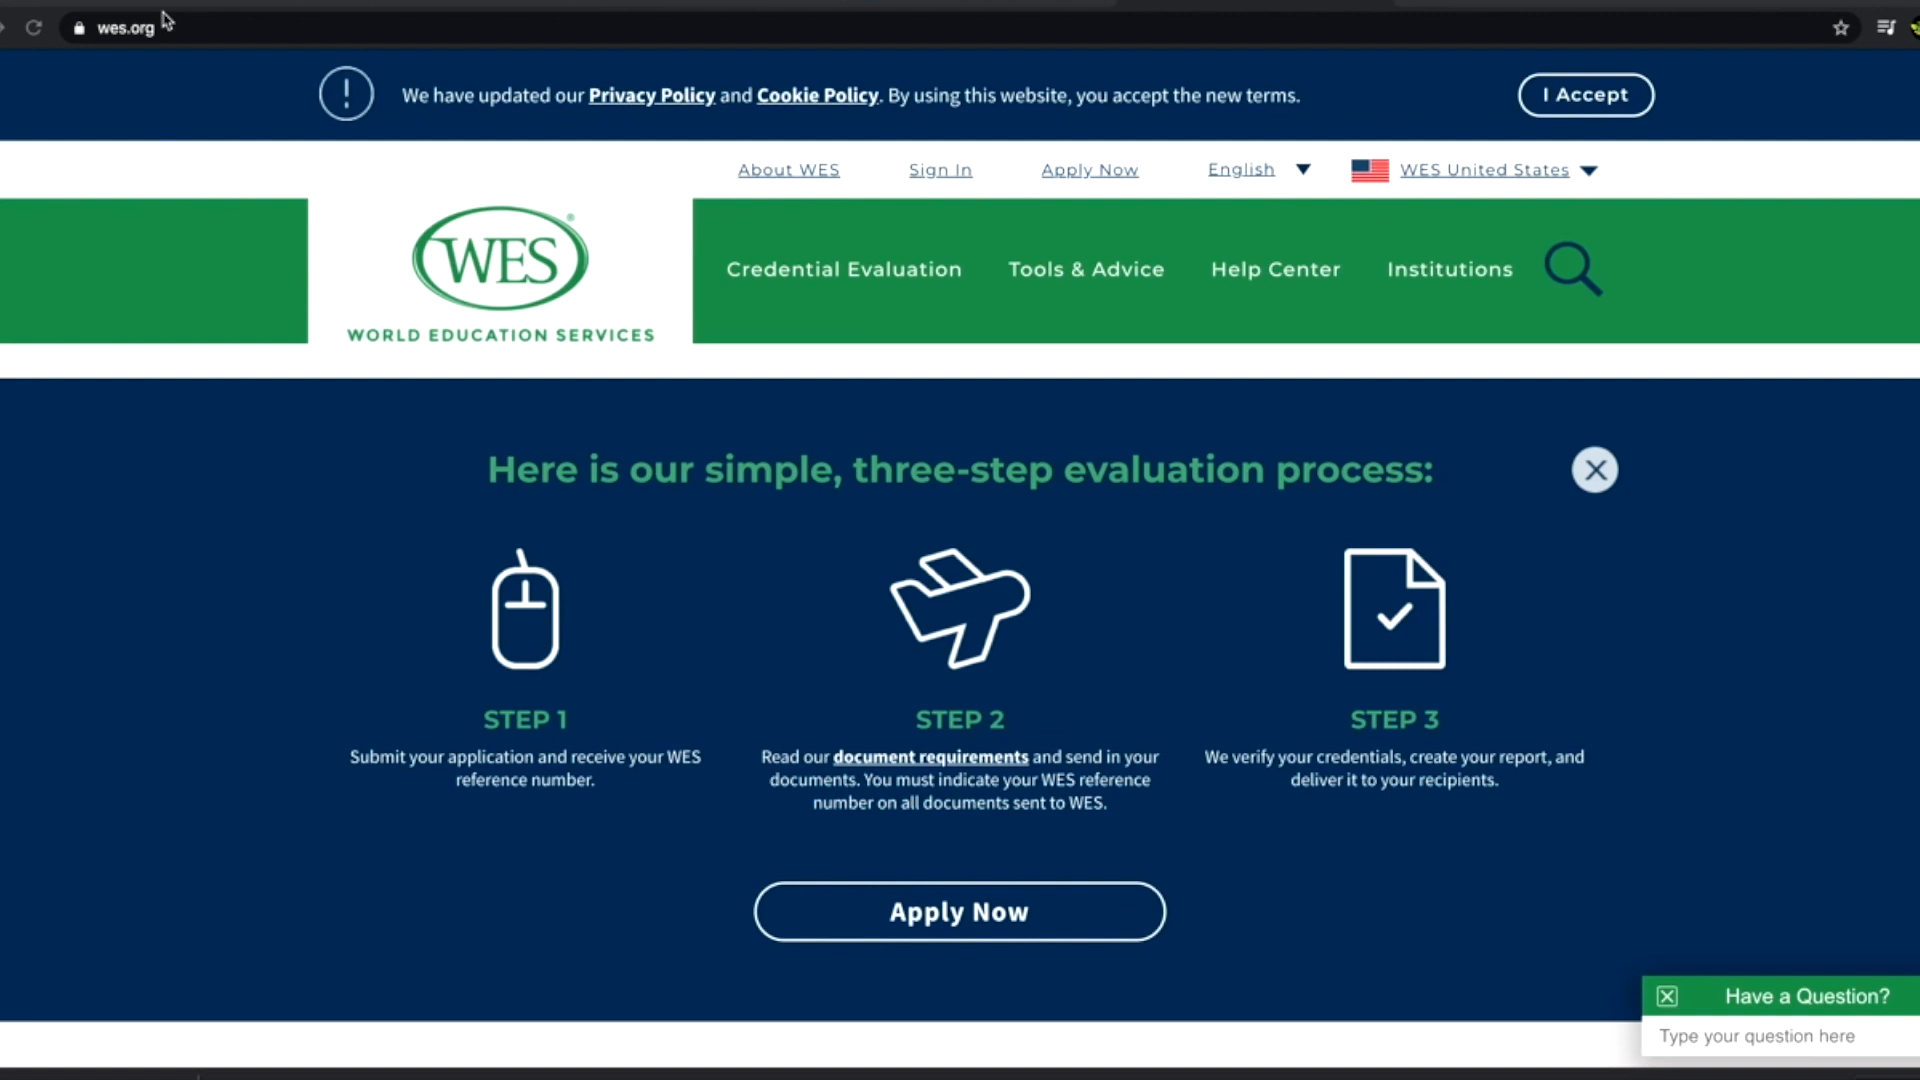 wes.org
We have updated our Privacy Policy and Cookie Policy. By using this website, you accept the new terms.
I Accept
About WES
Sign In
Apply Now
English
WES United States
WES
®
WORLD EDUCATION SERVICES
Credential Evaluation
Tools & Advice
Help Center
Institutions
Here is our simple, three-step evaluation process:
STEP 1
Submit your application and receive your WES
reference number.
STEP 2
Read our document requirements and send in your
documents. You must indicate your WES reference
number on all documents sent to WES.
STEP 3
We verify your credentials, create your report, and
deliver it to your recipients.
Apply Now
Have a Question?
Type your question here